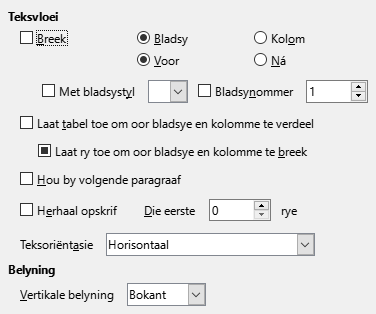 Teksvloei
Breek Bladsy Kolom
Voor Ná
Met bladsystyl Bladsynommer 1
Laat tabel toe om oor bladsye en kolomme te verdeel
Laat ry toe om oor bladsye en kolomme te breek
Hou by volgende paragraaf
Herhaal opskrif Die eerste 0 rye
Teksoriëntasie Horisontaal
Belyning
Vertikale belyning Bokant